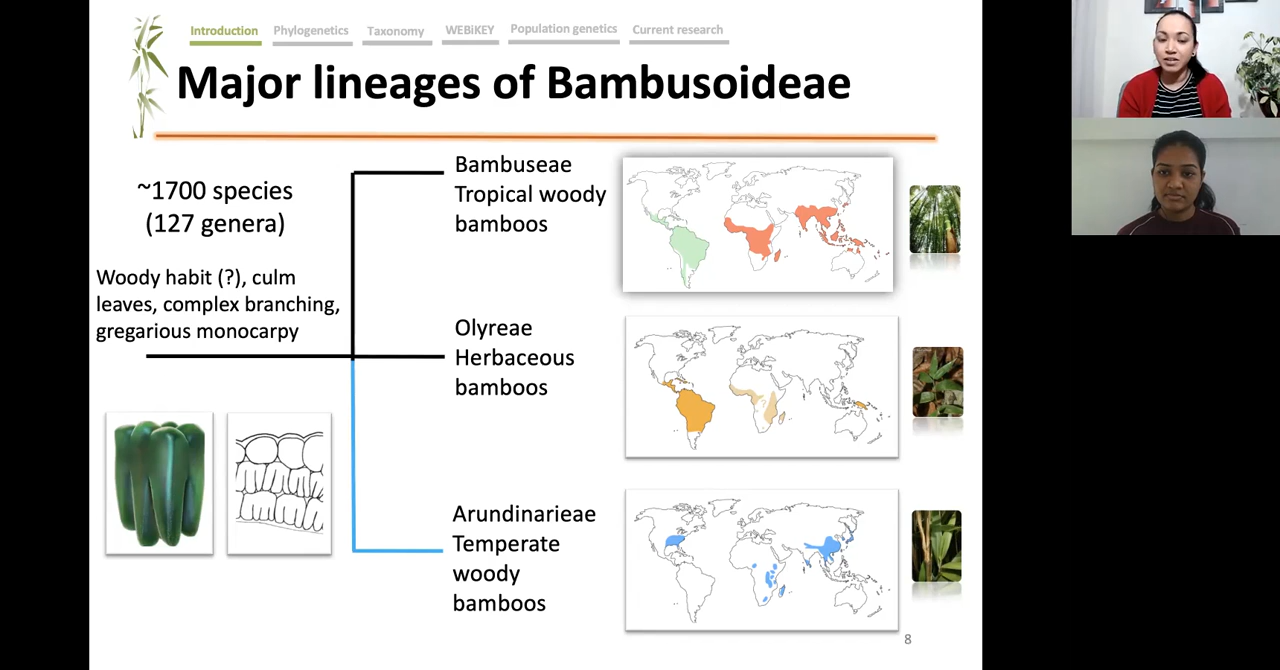 Introduction Phylogenetics Taxonomy WEBiKEY Population genetics Current research
Major lineages of Bambusoideae
~1700 species
(127 genera)
Woody habit (?), culm
leaves, complex branching,
gregarious monocarpy
Bambuseae
Tropical woody
bamboos
Olyreae
Herbaceous
bamboos
Arundinarieae
Temperate
woody
bamboos
8